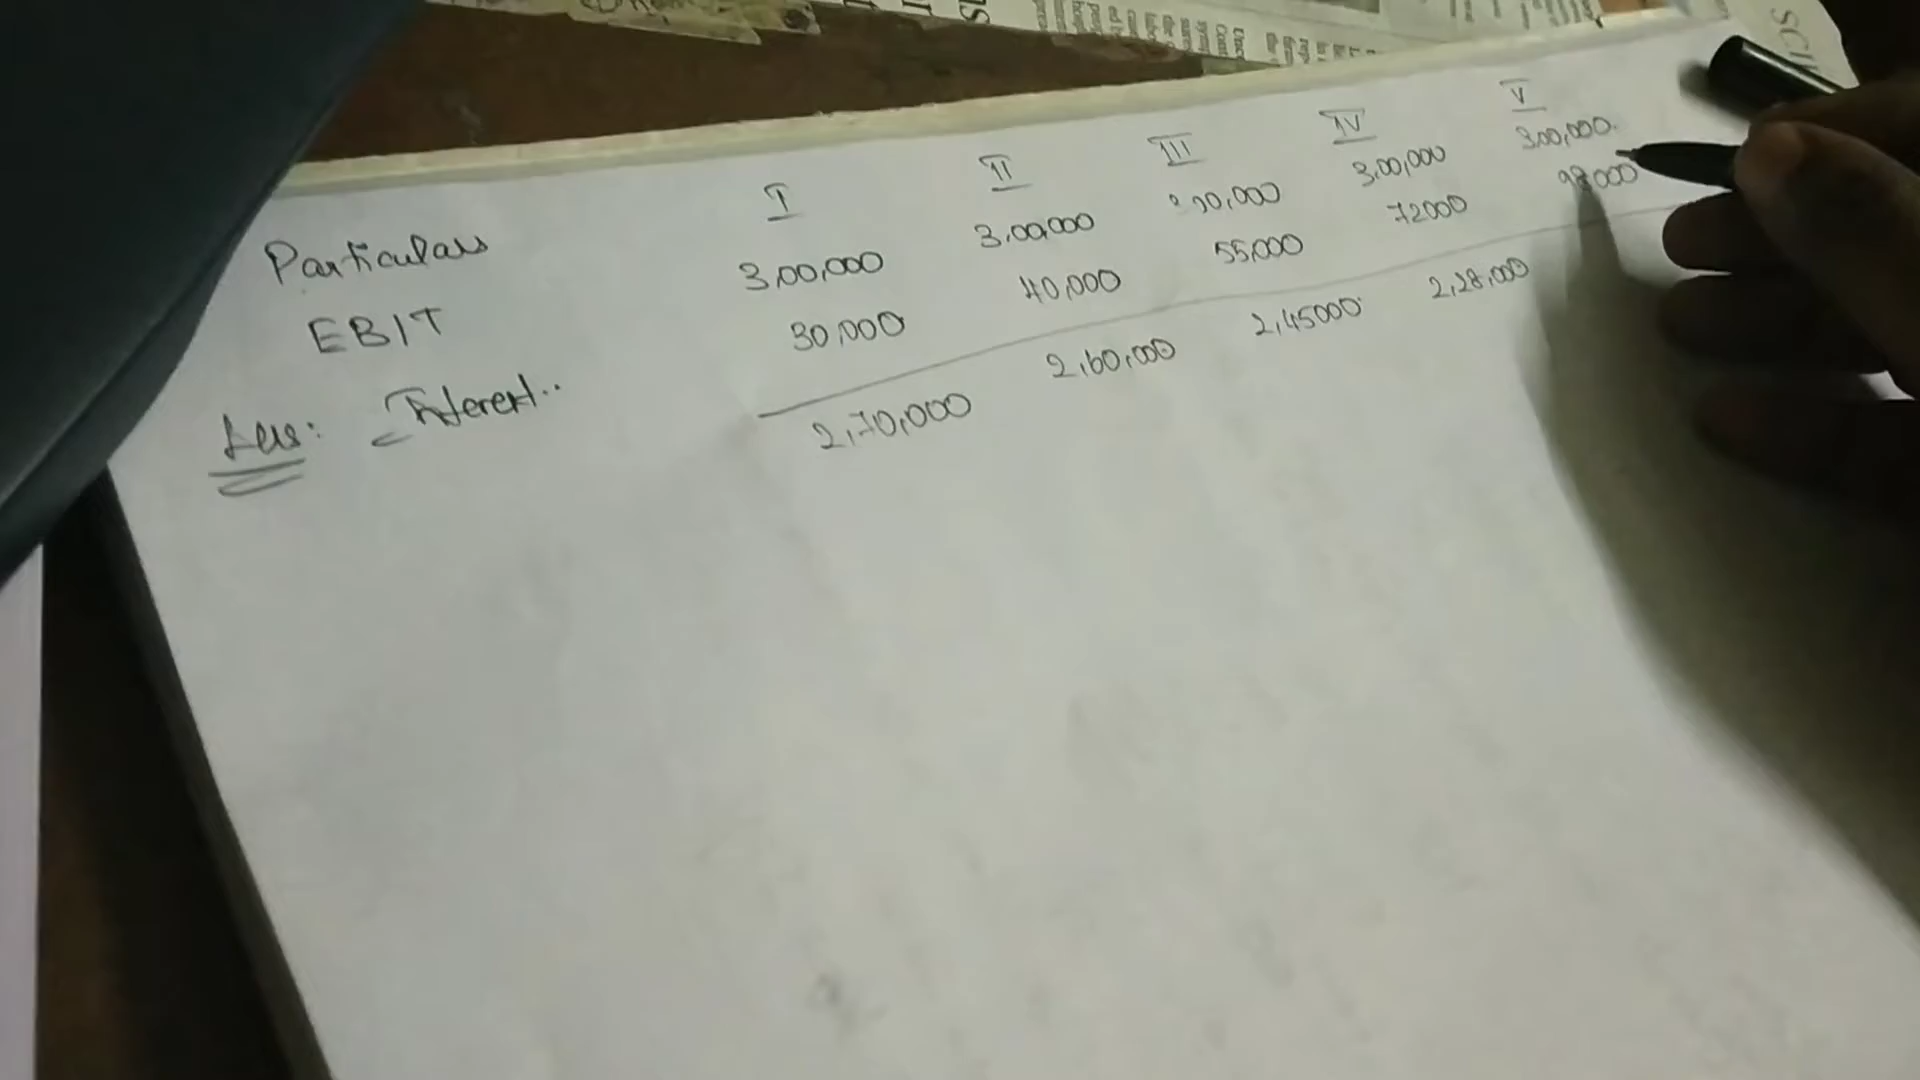 Particulars I II III IV V
EBIT 3,00,000 3,00,000 3,00,000 3,00,000
Less: Interest.. 30,000 40,000 55,000 72000 98000
2,70,000 2,60,000 2,45000 2,28,000